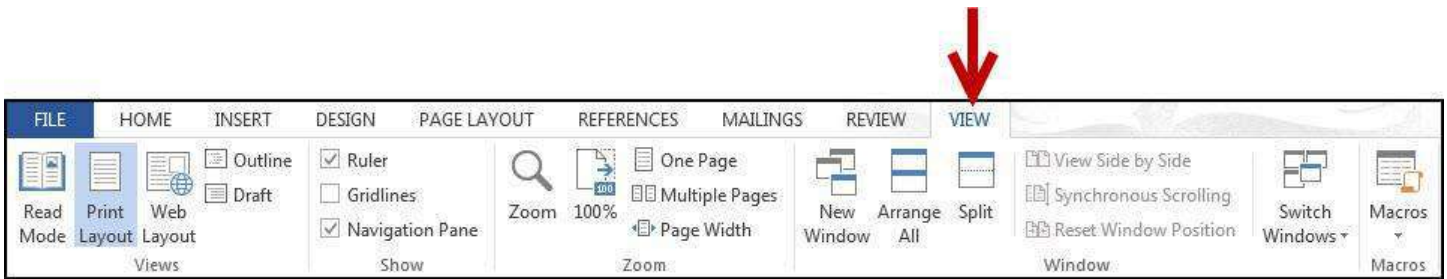 FILE HOME INSERT DESIGN PAGE LAYOUT REFERENCES MAILINGS REVIEW VIEW
Read
Mode
Print
Layout
Web
Layout
Outline
Draft
Views
Ruler
Gridlines
Navigation Pane
Show
Zoom
100
100%
One Page
Multiple Pages
Page Width
Zoom
New
Window
Arrange
All
Split
View Side by Side
Synchronous Scrolling
Reset Window Position
Switch
Windows
Window
Macros
Macros